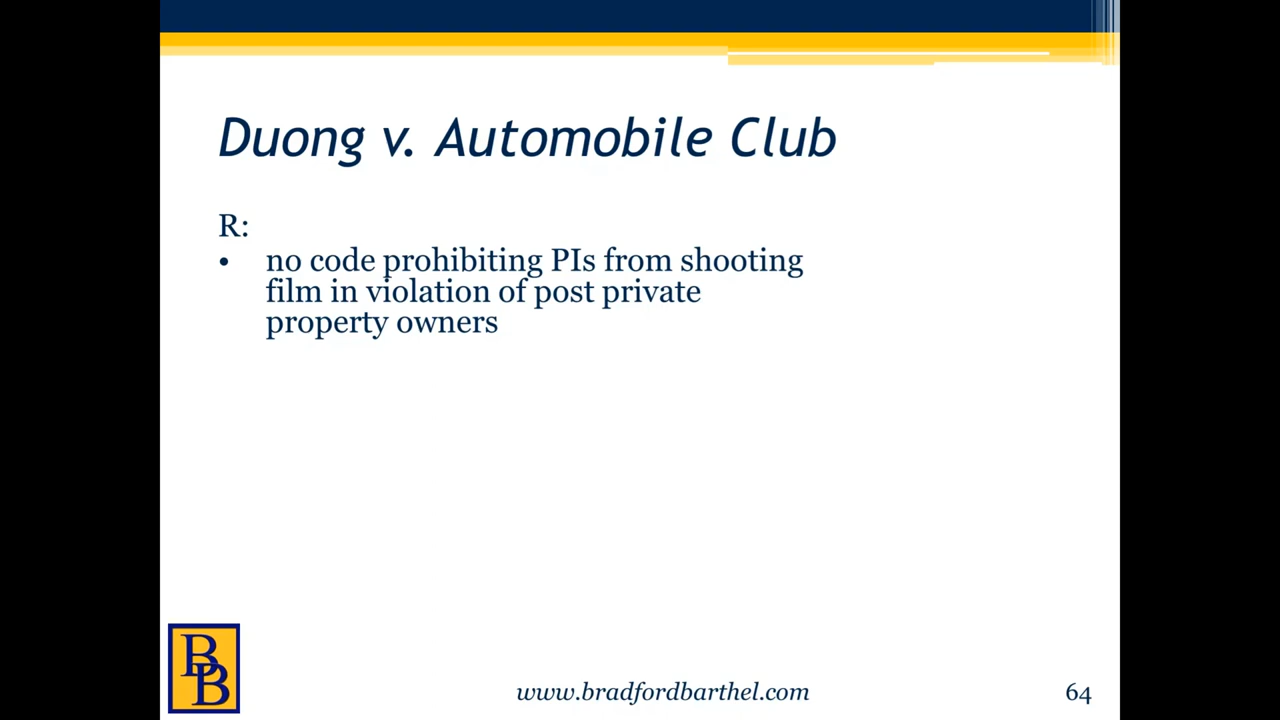 Duong v. Automobile Club
R:
• no code prohibiting PIs from shooting
film in violation of post private
property owners
BB
www.bradfordbarthel.com
64